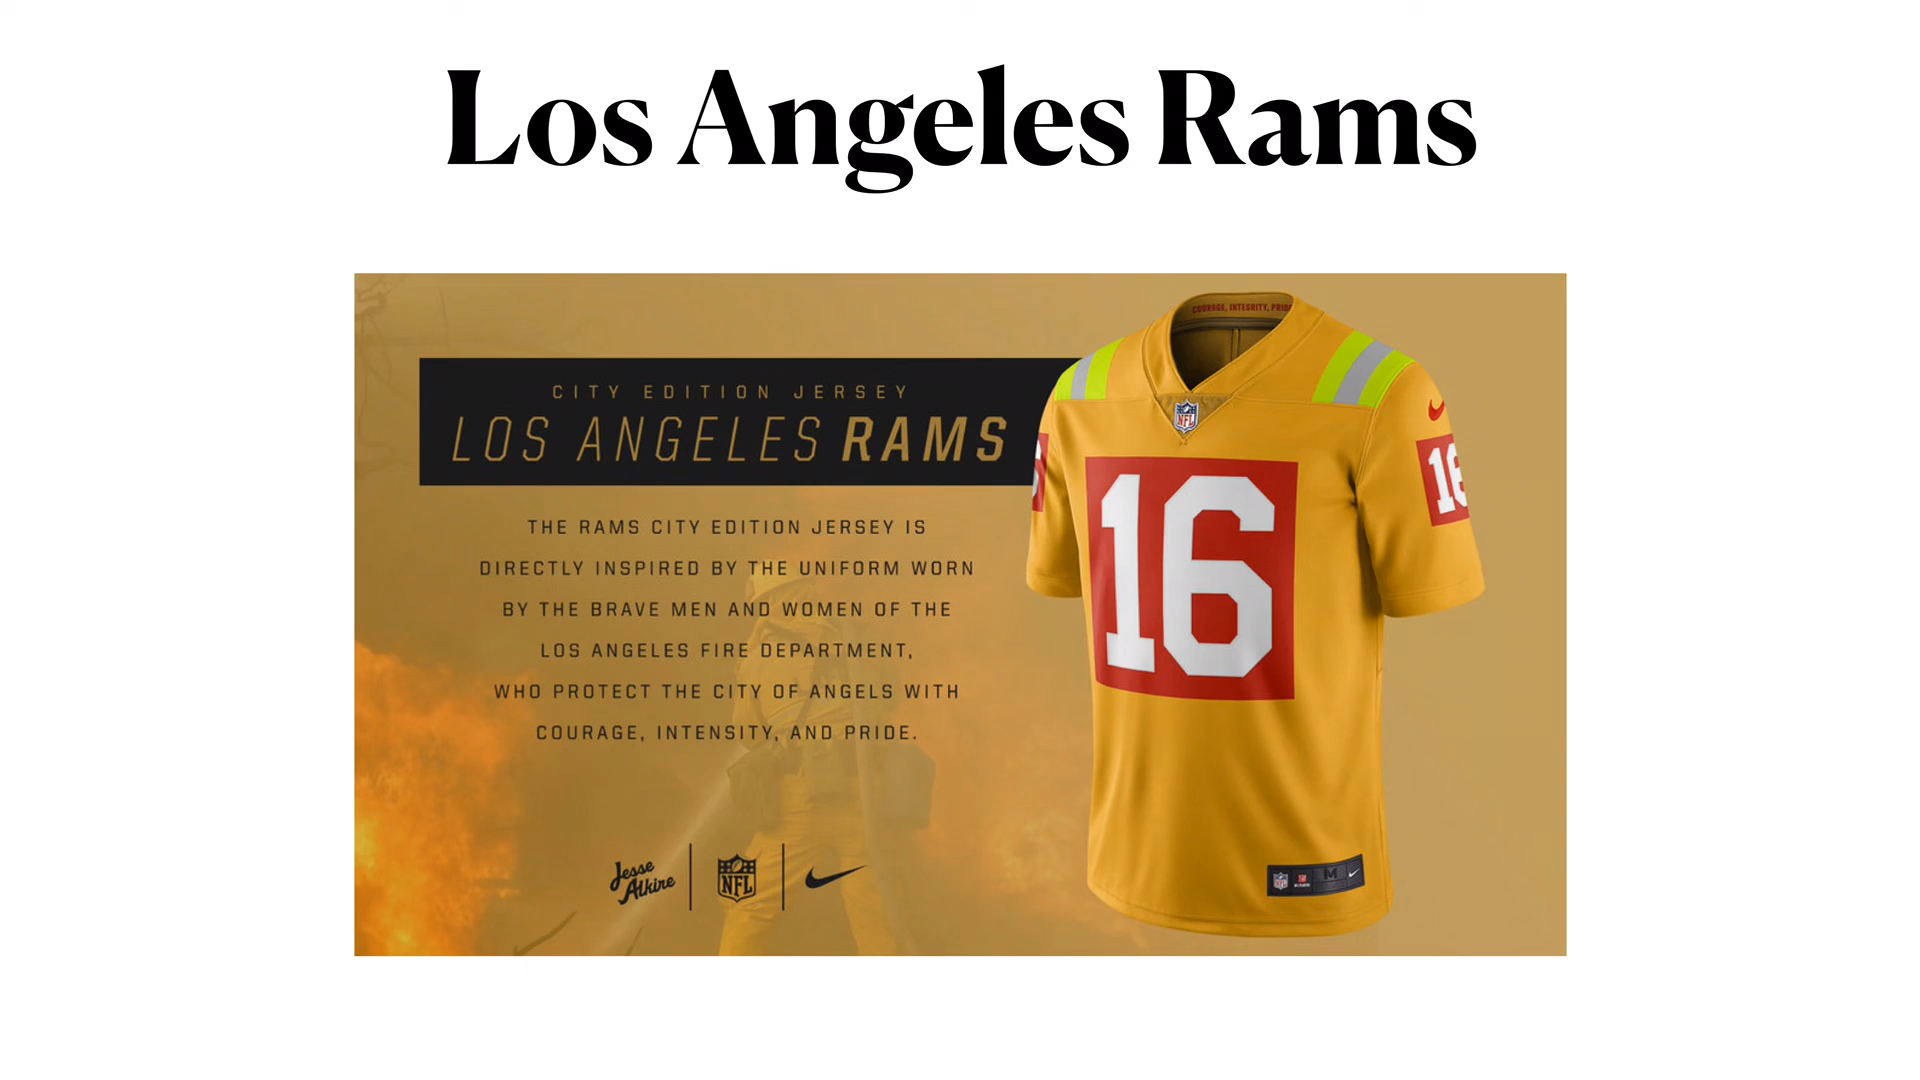 Los Angeles Rams
CITY EDITION JERSEY
LOS ANGELES RAMS
THE RAMS CITY EDITION JERSEY IS
DIRECTLY INSPIRED BY THE UNIFORM WORN
BY THE BRAVE MEN AND WOMEN OF THE
LOS ANGELES FIRE DEPARTMENT,
WHO PROTECT THE CITY OF ANGELS WITH
COURAGE, INTENSITY, AND PRIDE.
Jesse
Atkire
NFL
COURAGE, INTEGRITY, PRIDE
NFL
16
16
M